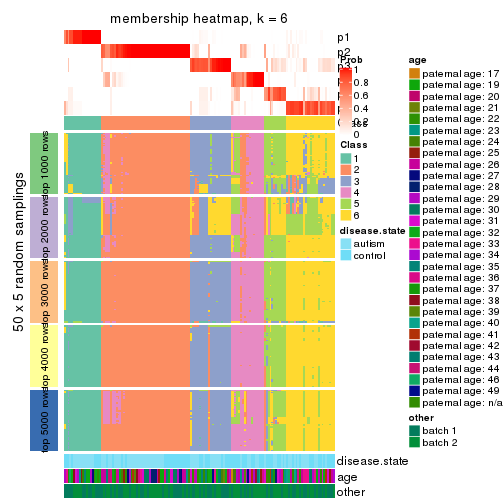 membership heatmap, k = 6
p1
p2
Prob
1
0.8
0.6
0.4
0.2
0
Class
1
2
3
4
5
6
disease.state
autism
control
50 x 5 random samplings
top 1000 rows
top 2000 rows
top 3000 rows
top 4000 rows
top 5000 rows
disease.state
age
other
age
paternal age: 17
paternal age: 19
paternal age: 20
paternal age: 21
paternal age: 22
paternal age: 23
paternal age: 24
paternal age: 25
paternal age: 26
paternal age: 27
paternal age: 28
paternal age: 29
paternal age: 30
paternal age: 31
paternal age: 32
paternal age: 33
paternal age: 34
paternal age: 35
paternal age: 36
paternal age: 37
paternal age: 38
paternal age: 39
paternal age: 40
paternal age: 41
paternal age: 42
paternal age: 43
paternal age: 44
paternal age: 46
paternal age: 49
paternal age: n/a
other
batch 1
batch 2